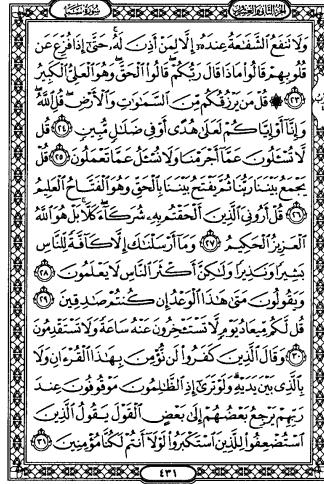 الجزء الثاني والعشرون سورة سبأ
وَلَا تَنفَعُ ٱلشَّفَٰعَةُ عِندَهُۥٓ إِلَّا لِمَنْ أَذِنَ لَهُۥ حَتَّىٰٓ إِذَا فُزِّعَ عَن
قُلُوبِهِمْ قَالُوا۟ مَاذَا قَالَ رَبُّكُمْ قَالُوا۟ ٱلْحَقَّ وَهُوَ ٱلْعَلِىُّ ٱلْكَبِيرُ
﴿٢٣﴾ ۞ قُلْ مَن يَرْزُقُكُم مِّنَ ٱلسَّمَٰوَٰتِ وَٱلْأَرْضِ قُلِ ٱللَّهُ
وَإِنَّآ أَوْ إِيَّاكُمْ لَعَلَىٰ هُدًى أَوْ فِى ضَلَٰلٍ مُّبِينٍ ﴿٢٤﴾ قُل
لَّا تُسْـَٔلُونَ عَمَّآ أَجْرَمْنَا وَلَا نُسْـَٔلُ عَمَّا تَعْمَلُونَ ﴿٢٥﴾ قُلْ
يَجْمَعُ بَيْنَنَا رَبُّنَا ثُمَّ يَفْتَحُ بَيْنَنَا بِٱلْحَقِّ وَهُوَ ٱلْفَتَّاحُ ٱلْعَلِيمُ
﴿٢٦﴾ قُلْ أَرُونِىَ ٱلَّذِينَ أَلْحَقْتُم بِهِۦ شُرَكَآءَ كَلَّا بَلْ هُوَ ٱللَّهُ
ٱلْعَزِيزُ ٱلْحَكِيمُ ﴿٢٧﴾ وَمَآ أَرْسَلْنَٰكَ إِلَّا كَآفَّةً لِّلنَّاسِ
بَشِيرًا وَنَذِيرًا وَلَٰكِنَّ أَكْثَرَ ٱلنَّاسِ لَا يَعْلَمُونَ ﴿٢٨﴾
وَيَقُولُونَ مَتَىٰ هَٰذَا ٱلْوَعْدُ إِن كُنتُمْ صَٰدِقِينَ ﴿٢٩﴾
قُل لَّكُم مِّيعَادُ يَوْمٍ لَّا تَسْتَـْٔخِرُونَ عَنْهُ سَاعَةً وَلَا تَسْتَقْدِمُونَ
﴿٣٠﴾ وَقَالَ ٱلَّذِينَ كَفَرُوا۟ لَن نُّؤْمِنَ بِهَٰذَا ٱلْقُرْءَانِ وَلَا
بِٱلَّذِى بَيْنَ يَدَيْهِ وَلَوْ تَرَىٰٓ إِذِ ٱلظَّٰلِمُونَ مَوْقُوفُونَ عِندَ
رَبِّهِمْ يَرْجِعُ بَعْضُهُمْ إِلَىٰ بَعْضٍ ٱلْقَوْلَ يَقُولُ ٱلَّذِينَ
ٱسْتُضْعِفُوا۟ لِلَّذِينَ ٱسْتَكْبَرُوا۟ لَوْلَآ أَنتُمْ لَكُنَّا مُؤْمِنِينَ ﴿٣١﴾
٤٣١